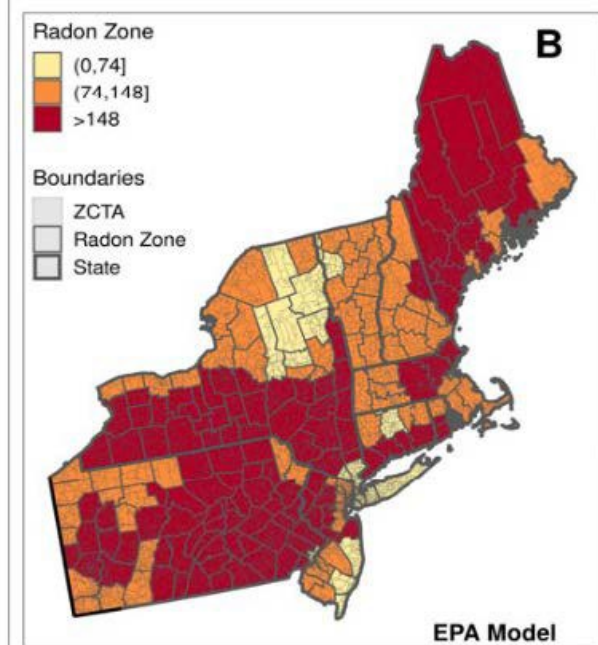 Radon Zone
B
(0,74]
(74,148]
>148
Boundaries
ZCTA
Radon Zone
State
EPA Model